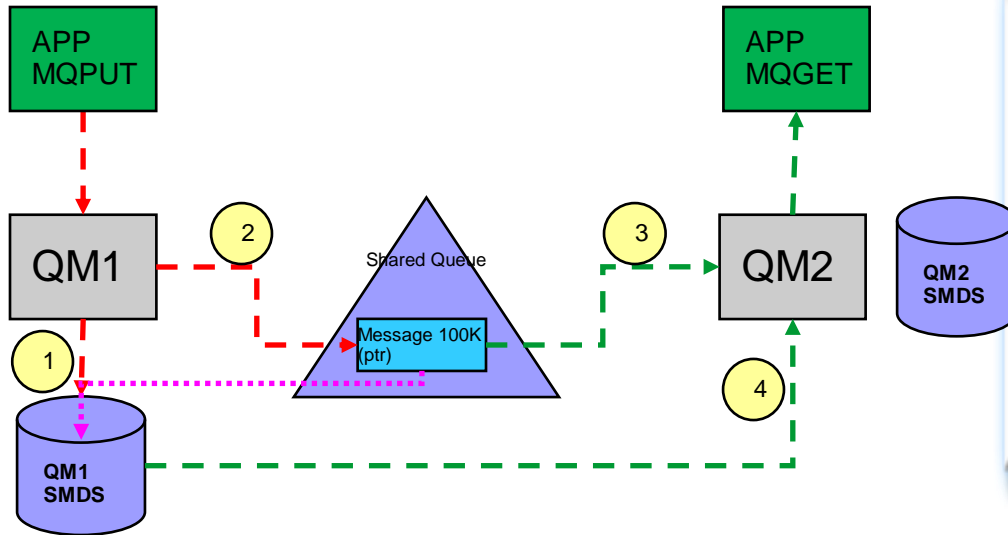 APP
MQPUT
APP
MQGET
QM1
2
Shared Queue
3
QM2
QM2
SMDS
Message 100K
(ptr)
1
4
QM1
SMDS